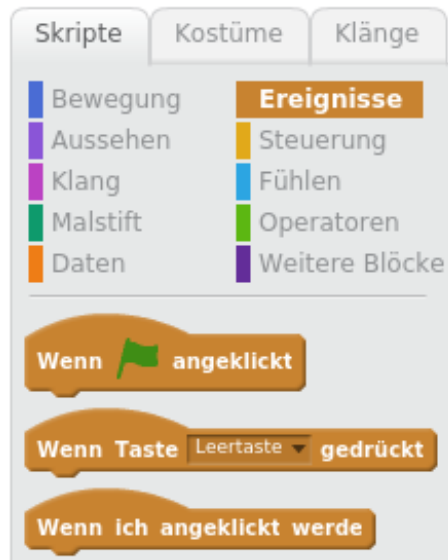 Skripte Kostüme Klänge
Bewegung Ereignisse
Aussehen Steuerung
Klang Fühlen
Malstift Operatoren
Daten Weitere Blöcke
Wenn angeklickt
Wenn Taste Leertaste gedrückt
Wenn ich angeklickt werde